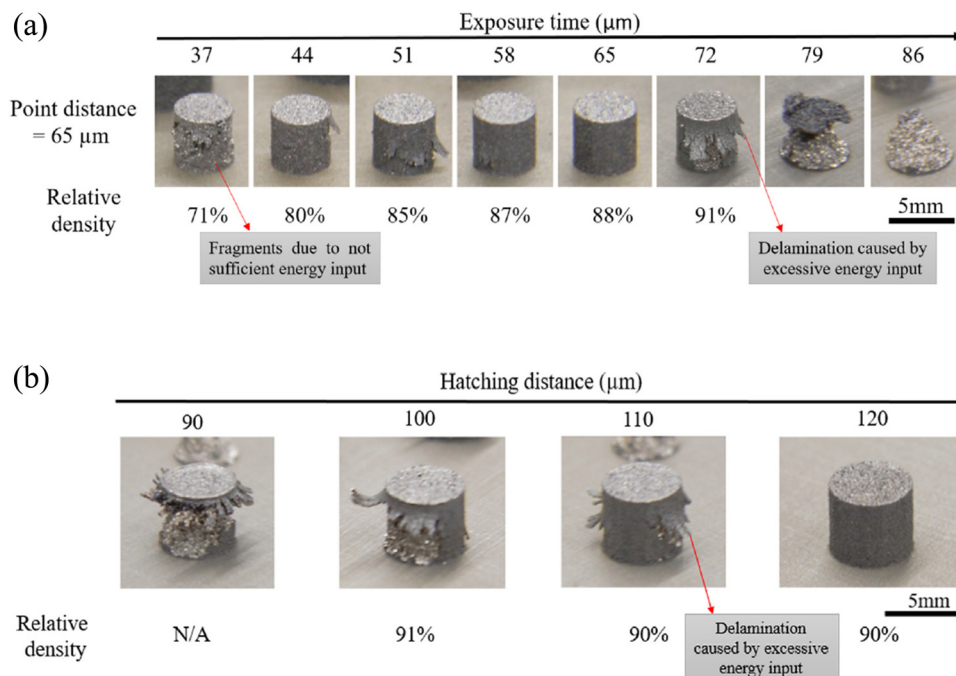 (a)
Exposure time (μm)
37 44 51 58 65 72 79 86
Point distance
= 65 μm
Relative
density
71% 80% 85% 87% 88% 91%
5mm
Fragments due to not
sufficient energy input
Delamination caused by
excessive energy input
(b)
Hatching distance (μm)
90 100 110 120
5mm
Relative
density
N/A 91% 90% 90%
Delamination
caused by excessive
energy input